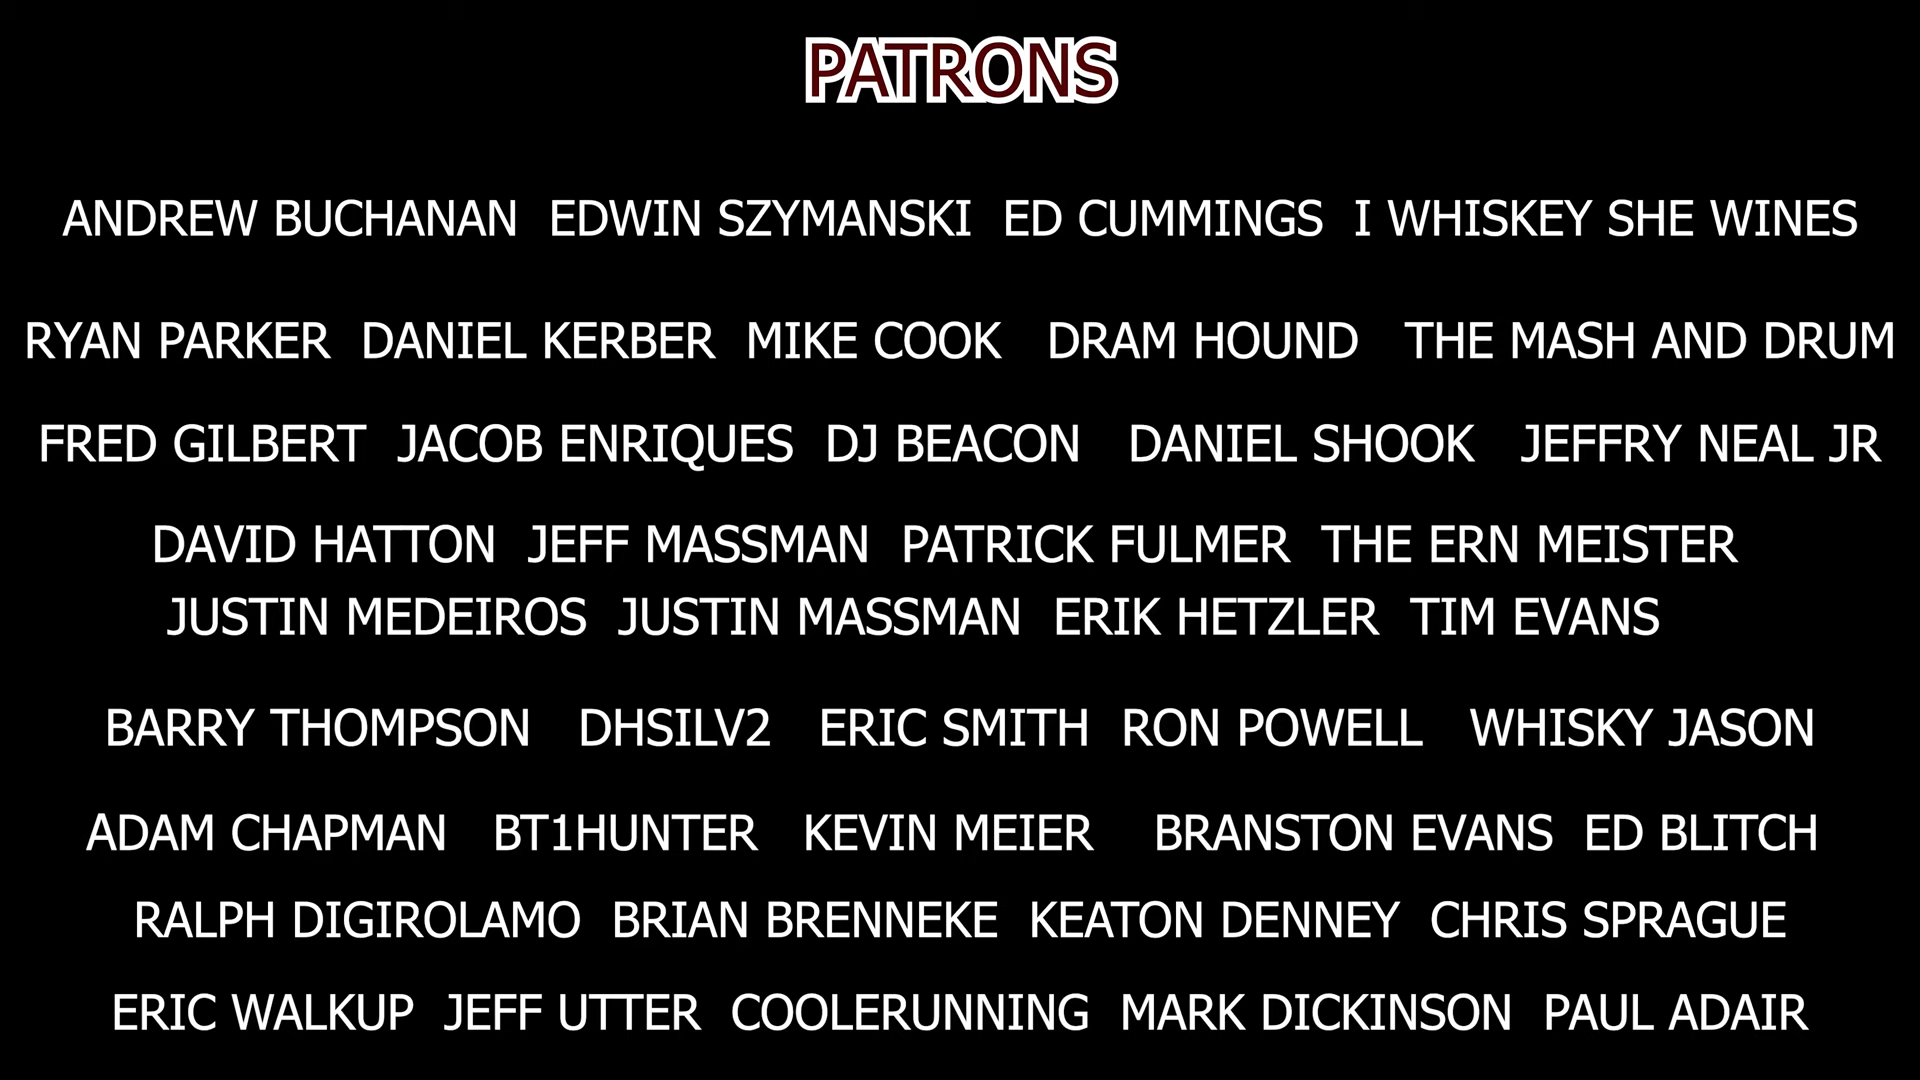 PATRONS
ANDREW BUCHANAN EDWIN SZYMANSKI ED CUMMINGS I WHISKEY SHE WINES
RYAN PARKER DANIEL KERBER MIKE COOK DRAM HOUND THE MASH AND DRUM
FRED GILBERT JACOB ENRIQUES DJ BEACON DANIEL SHOOK JEFFRY NEAL JR
DAVID HATTON JEFF MASSMAN PATRICK FULMER THE ERN MEISTER
JUSTIN MEDEIROS JUSTIN MASSMAN ERIK HETZLER TIM EVANS
BARRY THOMPSON DHSILV2 ERIC SMITH RON POWELL WHISKY JASON
ADAM CHAPMAN BT1HUNTER KEVIN MEIER BRANSTON EVANS ED BLITCH
RALPH DIGIROLAMO BRIAN BRENNEKE KEATON DENNEY CHRIS SPRAGUE
ERIC WALKUP JEFF UTTER COOLERUNNING MARK DICKINSON PAUL ADAIR